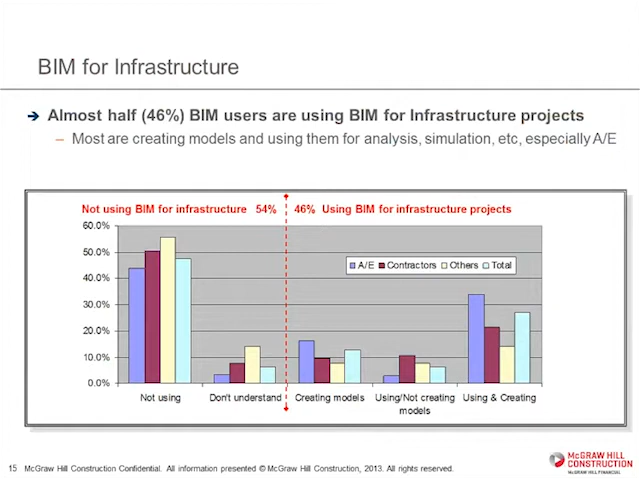 BIM for Infrastructure
➔ Almost half (46%) BIM users are using BIM for Infrastructure projects
– Most are creating models and using them for analysis, simulation, etc, especially A/E
Not using BIM for infrastructure 54% 46% Using BIM for infrastructure projects
60.0%
50.0%
40.0%
30.0%
20.0%
10.0%
0.0%
A/E Contractors Others Total
Not using Don't understand Creating models Using/Not creating Using & Creating
models
15 McGraw Hill Construction Confidential. All information presented © McGraw Hill Construction, 2013. All rights reserved.
McGRAW HILL
CONSTRUCTION
McGRAW HILL FINANCIAL